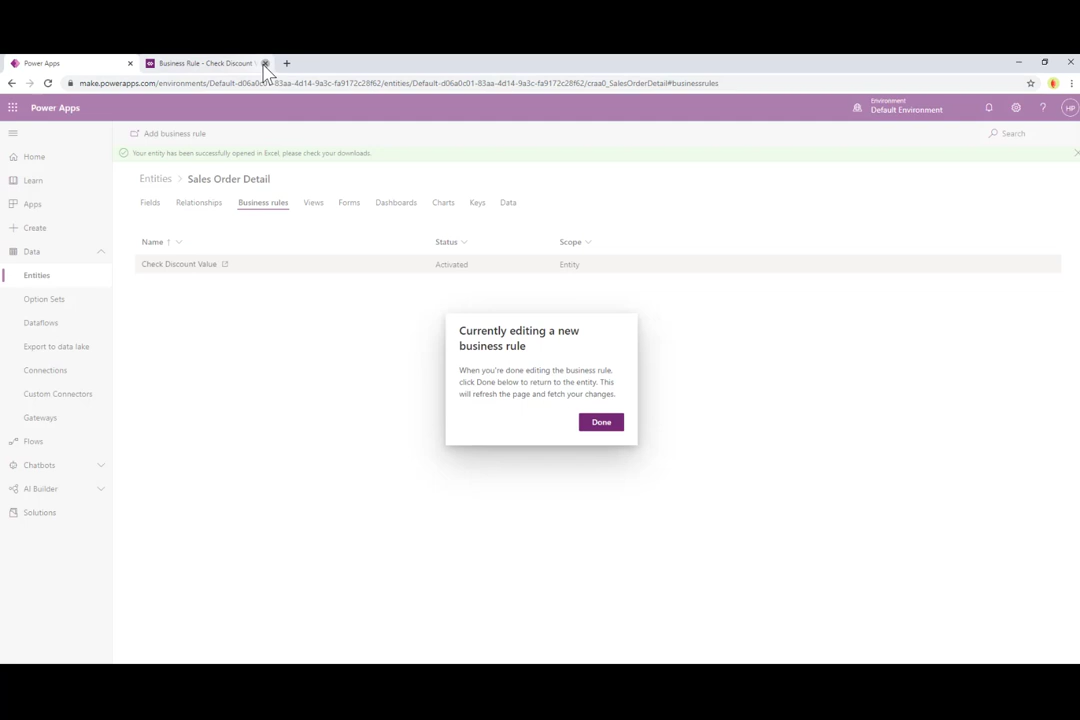 Power Apps
Business Rule - Check Discount
make.powerapps.com/environments/Default-d06a0c01-83aa-4d14-9a3c-fa9172c28f62/entities/Default-d06a0c01-83aa-4d14-9a3c-fa9172c28f62/craa0_SalesOrderDetail#businessrules
Power Apps
Environment
Default Environment
HP
Add business rule
Search
Your entity has been successfully opened in Excel, please check your downloads.
Home
Learn
Apps
Create
Data
Entities
Option Sets
Dataflows
Export to data lake
Connections
Custom Connectors
Gateways
Flows
Chatbots
AI Builder
Solutions
Entities > Sales Order Detail
Fields Relationships Business rules Views Forms Dashboards Charts Keys Data
Name ↑ Status Scope
Check Discount Value Activated Entity
Currently editing a new
business rule
When you're done editing the business rule,
click Done below to return to the entity. This
will refresh the page and fetch your changes.
Done